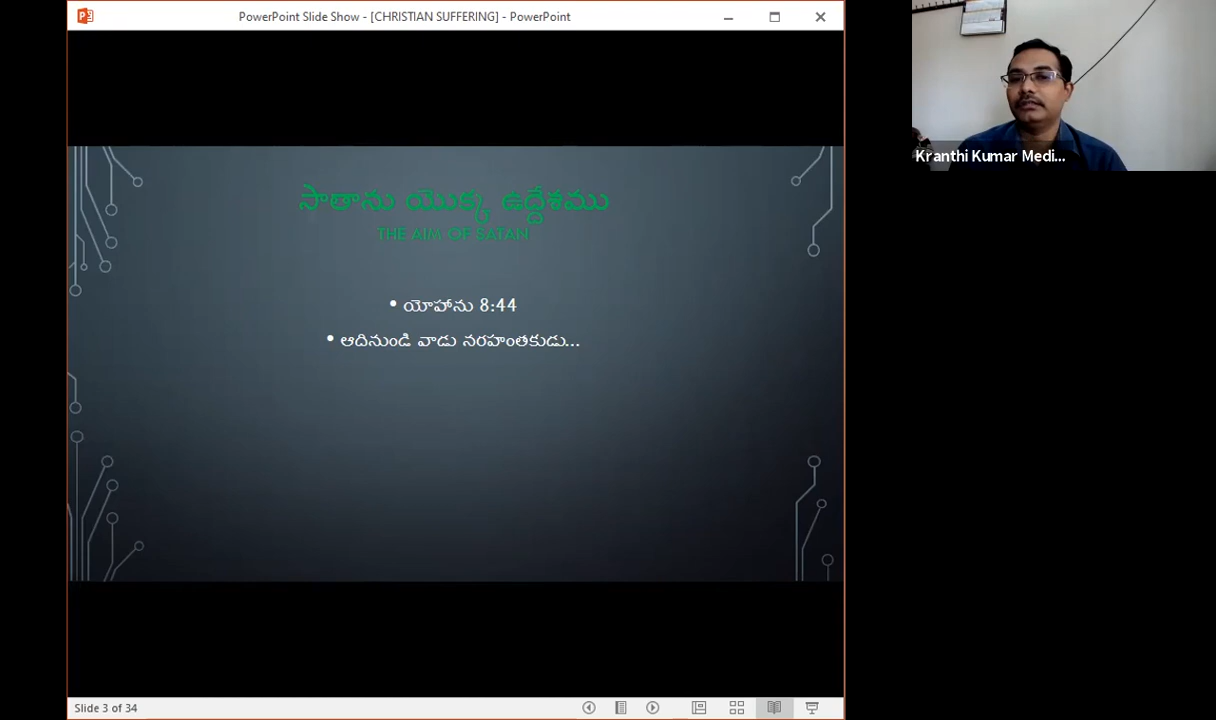 PowerPoint Slide Show - [CHRISTIAN SUFFERING] - PowerPoint
Kranthi Kumar Medi...
సాతాను యొక్క ఉద్దేశము
THE AIM OF SATAN
• యోహాను 8:44
• ఆదినుండి వాడు నరహంతకుడు...
Slide 3 of 34